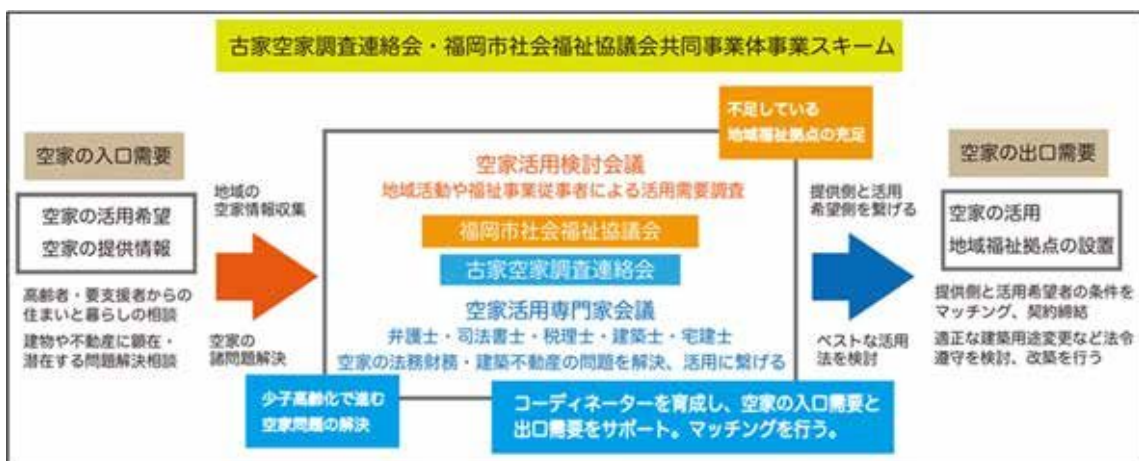 古家空家調査連絡会・福岡市社会福祉協議会共同事業体事業スキーム
空家の入口需要
空家の活用希望
空家の提供情報
高齢者・要支援者からの
住まいと暮らしの相談
建物や不動産に顕在・
潜在する問題解決相談
地域の
空家情報収集
空家の
諸問題解決
不足している
地域福祉拠点の充足
空家活用検討会議
地域活動や福祉事業従事者による活用需要調査
福岡市社会福祉協議会
古家空家調査連絡会
空家活用専門家会議
弁護士・司法書士・税理士・建築士・宅建士
空家の法務財務・建築不動産の問題を解決、活用に繋げる
少子高齢化で進む
空家問題の解決
コーディネーターを育成し、空家の入口需要と
出口需要をサポート。マッチングを行う。
提供側と活用
希望側を繋げる
ベストな活用
法を検討
空家の出口需要
空家の活用
地域福祉拠点の設置
提供側と活用希望者の条件を
マッチング、契約締結
適正な建築用途変更など法令
遵守を検討、改築を行う